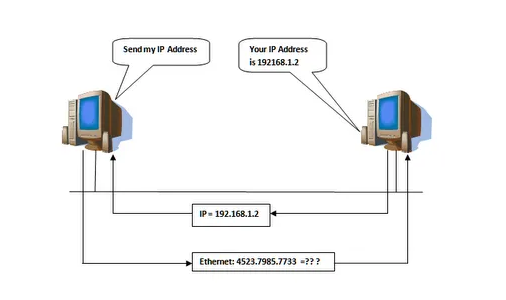 Send my IP Address
Your IP Address
is 192168.1.2
IP = 192.168.1.2
Ethernet: 4523.7985.7733 =?? ?